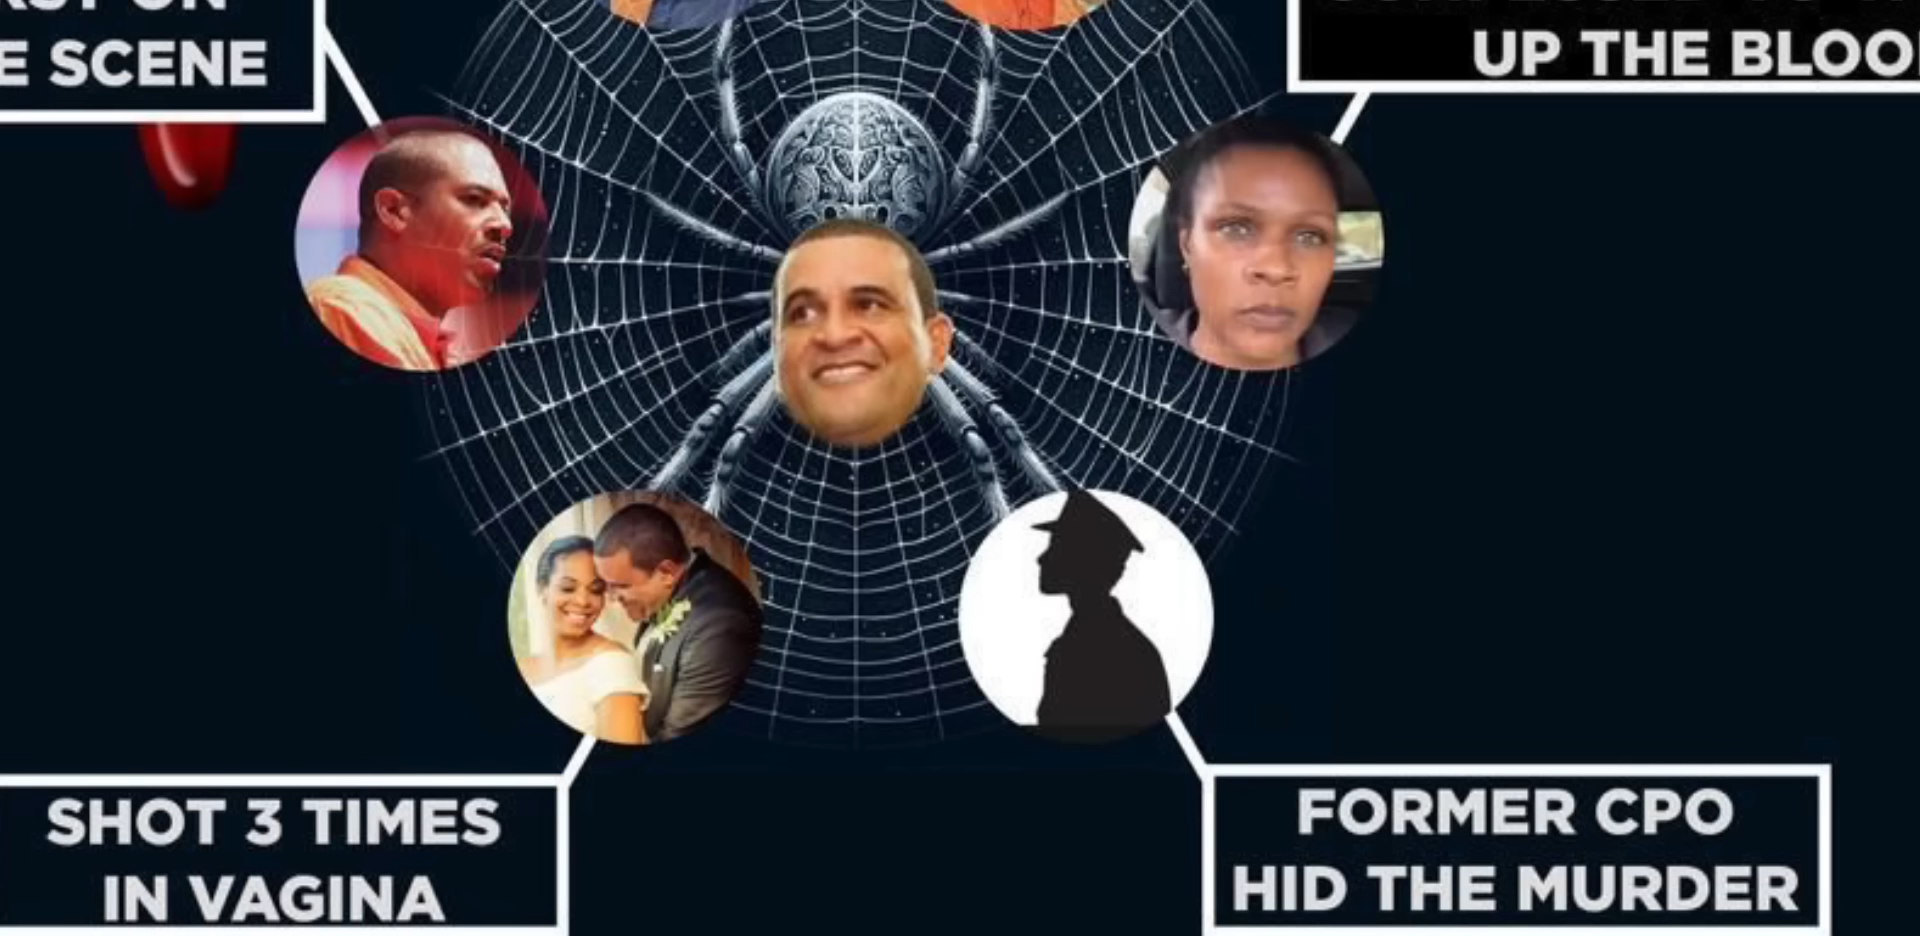 E SCENE
UP THE BLOO
SHOT 3 TIMES
IN VAGINA
FORMER CPO
HID THE MURDER